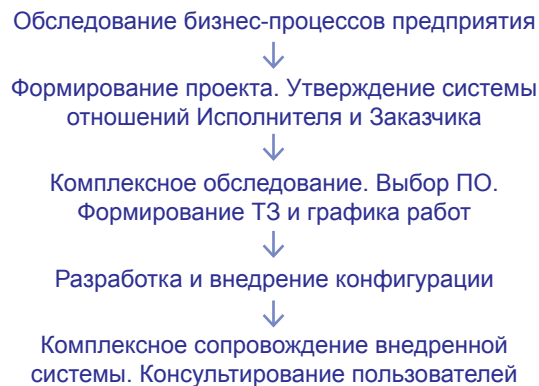 Обследование бизнес-процессов предприятия
Формирование проекта. Утверждение системы
отношений Исполнителя и Заказчика
Комплексное обследование. Выбор ПО.
Формирование ТЗ и графика работ
Разработка и внедрение конфигурации
Комплексное сопровождение внедренной
системы. Консультирование пользователей